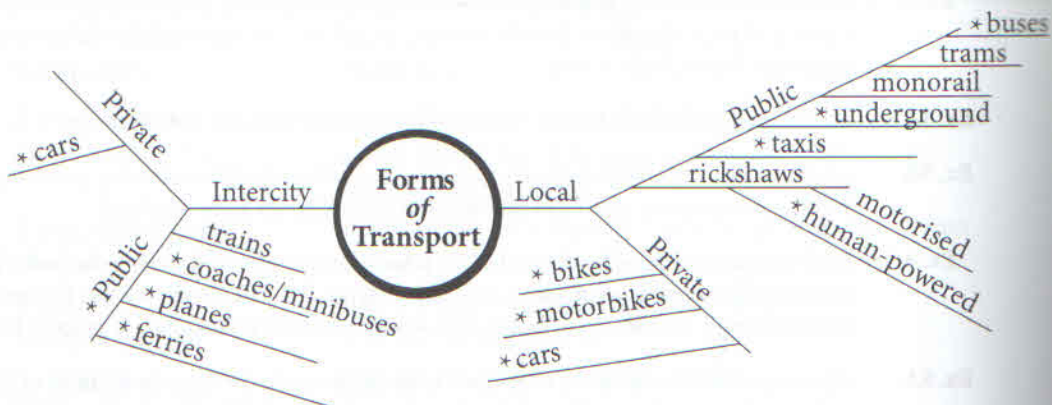 Forms
of
Transport
Intercity
Private
* cars
* Public
trains
* coaches/minibuses
* planes
* ferries
Local
Public
* buses
trams
monorail
* underground
* taxis
rickshaws
motorised
* human-powered
Private
* bikes
* motorbikes
* cars